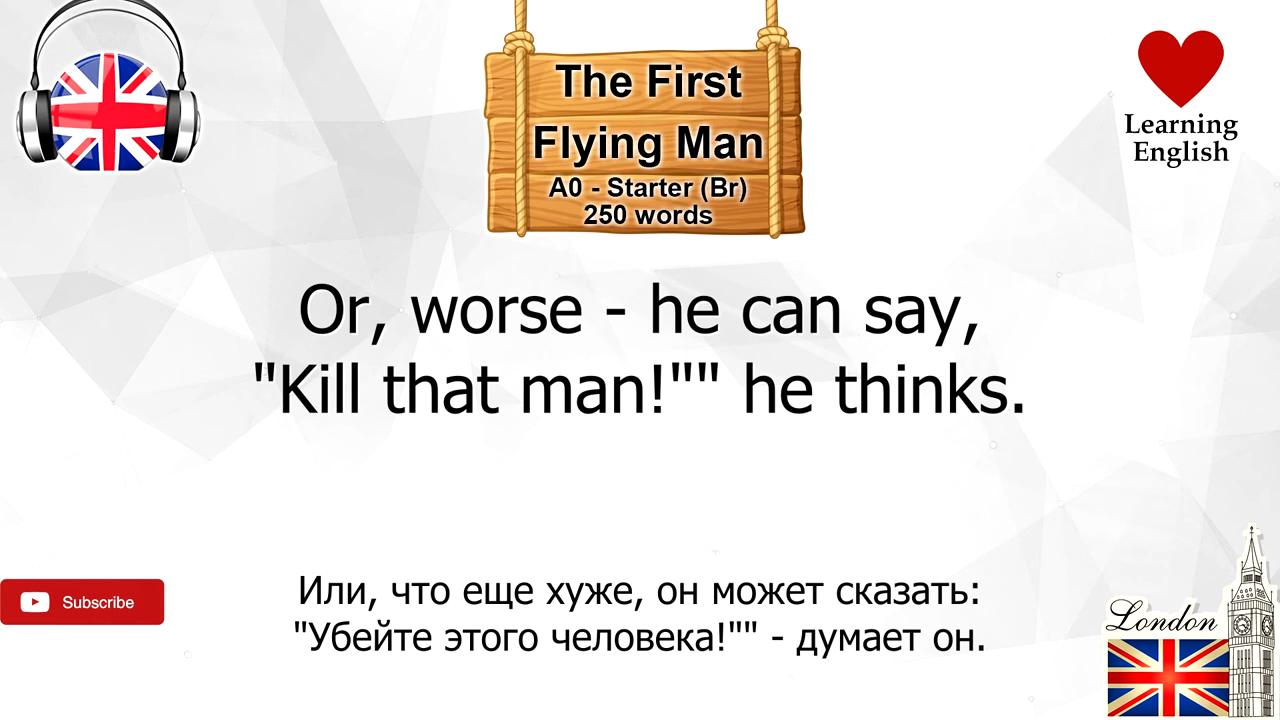 The First
Flying Man
A0 - Starter (Br)
250 words
Learning
English
Or, worse - he can say,
"Kill that man!"" he thinks.
Subscribe
Или, что еще хуже, он может сказать:
"Убейте этого человека!"" - думает он.
London